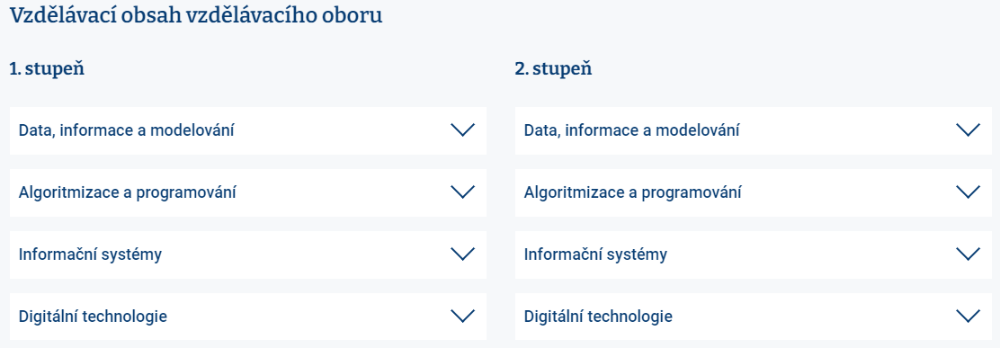 Vzdělávací obsah vzdělávacího oboru
1. stupeň
Data, informace a modelování
Algoritmizace a programování
Informační systémy
Digitální technologie
2. stupeň
Data, informace a modelování
Algoritmizace a programování
Informační systémy
Digitální technologie